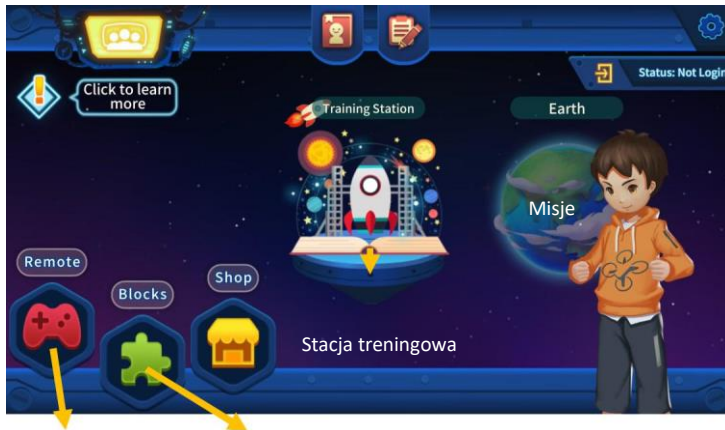 Click to learn
more
Training Station
Earth
Status: Not Login
Misje
Remote
Blocks
Shop
Stacja treningowa